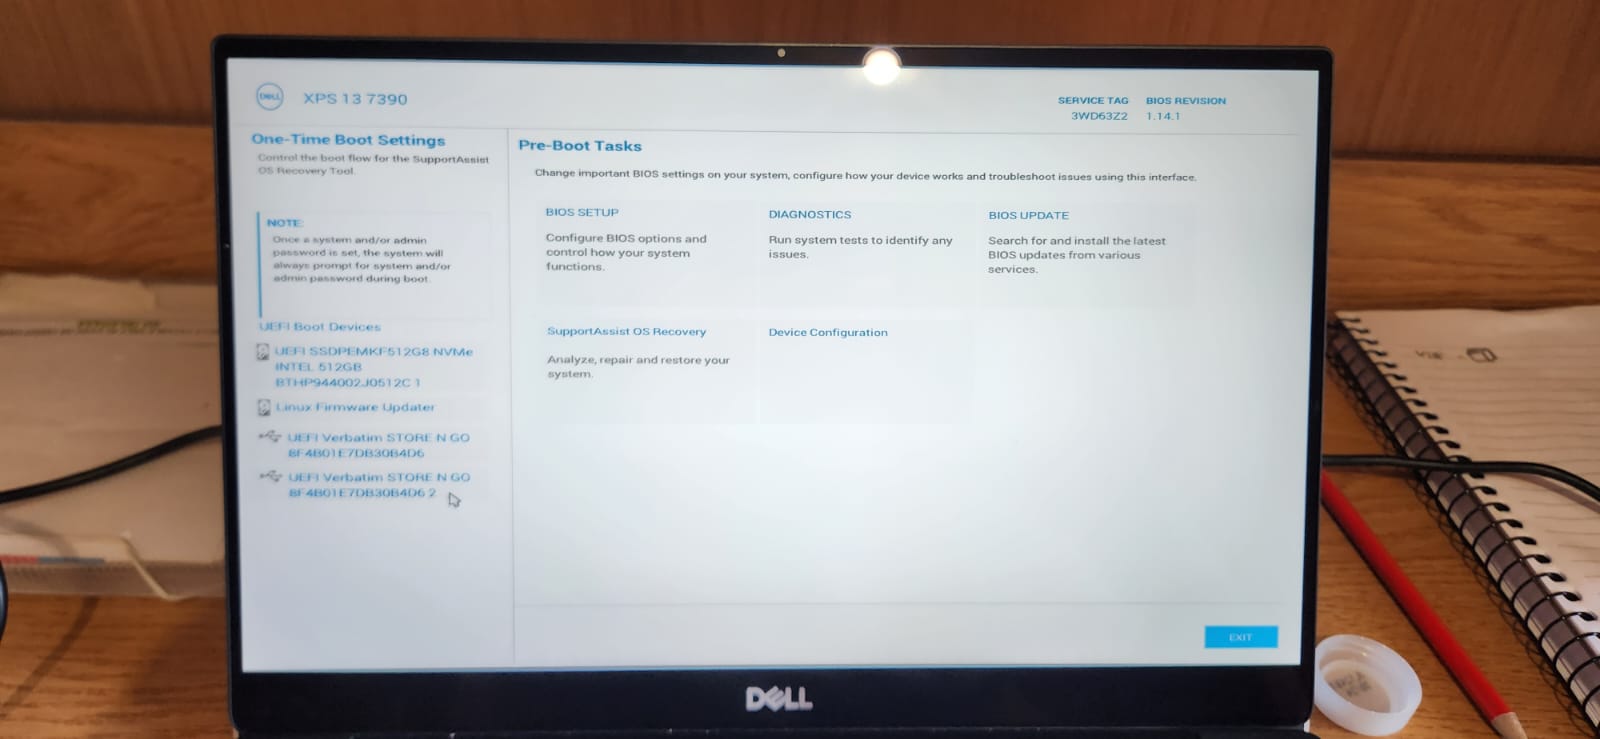 DELL
XPS 13 7390
SERVICE TAG BIOS REVISION
3WD63Z2 1.14.1
One-Time Boot Settings
Control the boot flow for the SupportAssist
OS Recovery Tool.
NOTE:
Once a system and/or admin
password is set, the system will
always prompt for system and/or
admin password during boot.
UEFI Boot Devices
UEFI SSDPEMKF512G8 NVMe
INTEL 512GB
BTHP944002J0512C 1
Linux Firmware Updater
UEFI Verbatim STORE N GO
8F4B01E7DB30B4D6
UEFI Verbatim STORE N GO
8F4B01E7DB30B4D6 2
Pre-Boot Tasks
Change important BIOS settings on your system, configure how your device works and troubleshoot issues using this interface.
BIOS SETUP
Configure BIOS options and
control how your system
functions.
DIAGNOSTICS
Run system tests to identify any
issues.
BIOS UPDATE
Search for and install the latest
BIOS updates from various
services.
SupportAssist OS Recovery
Analyze, repair and restore your
system.
Device Configuration
EXIT
DELL